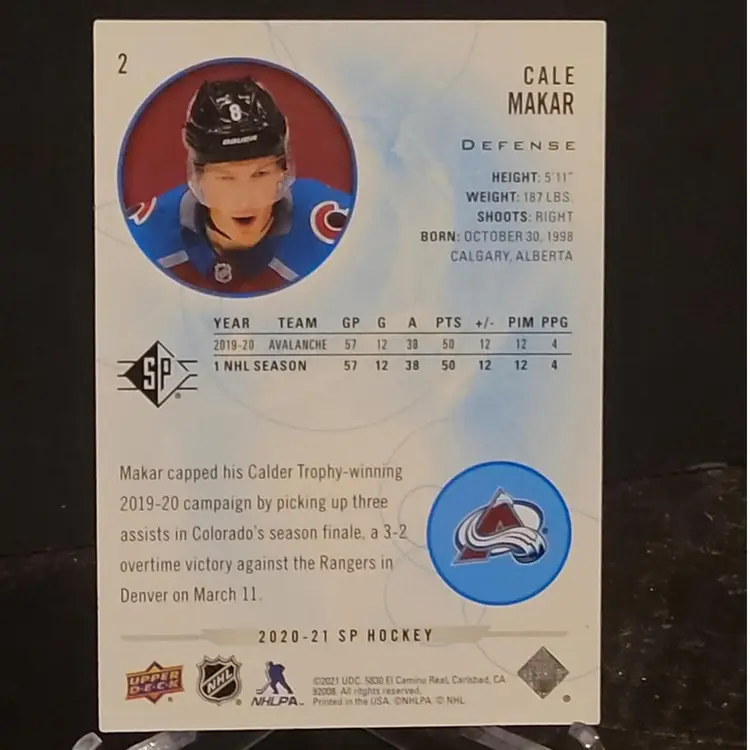 2
CALE
MAKAR
DEFENSE
HEIGHT: 5'11"
WEIGHT: 187 LBS.
SHOOTS: RIGHT
BORN: OCTOBER 30, 1998
CALGARY, ALBERTA
8
BAUER
NHL
YEAR TEAM GP G A PTS +/- PIM PPG
2019-20 AVALANCHE 57 12 38 50 12 12 4
1 NHL SEASON 57 12 38 50 12 12 4
SP
Makar capped his Calder Trophy-winning
2019-20 campaign by picking up three
assists in Colorado's season finale, a 3-2
overtime victory against the Rangers in
Denver on March 11.
2020-21 SP HOCKEY
UPPER
DECK
NHL
NHLPA
©2021 UDC. 5830 El Camino Real, Carlsbad, CA
92008. All rights reserved.
Printed in the USA. ©NHLPA. © NHL.